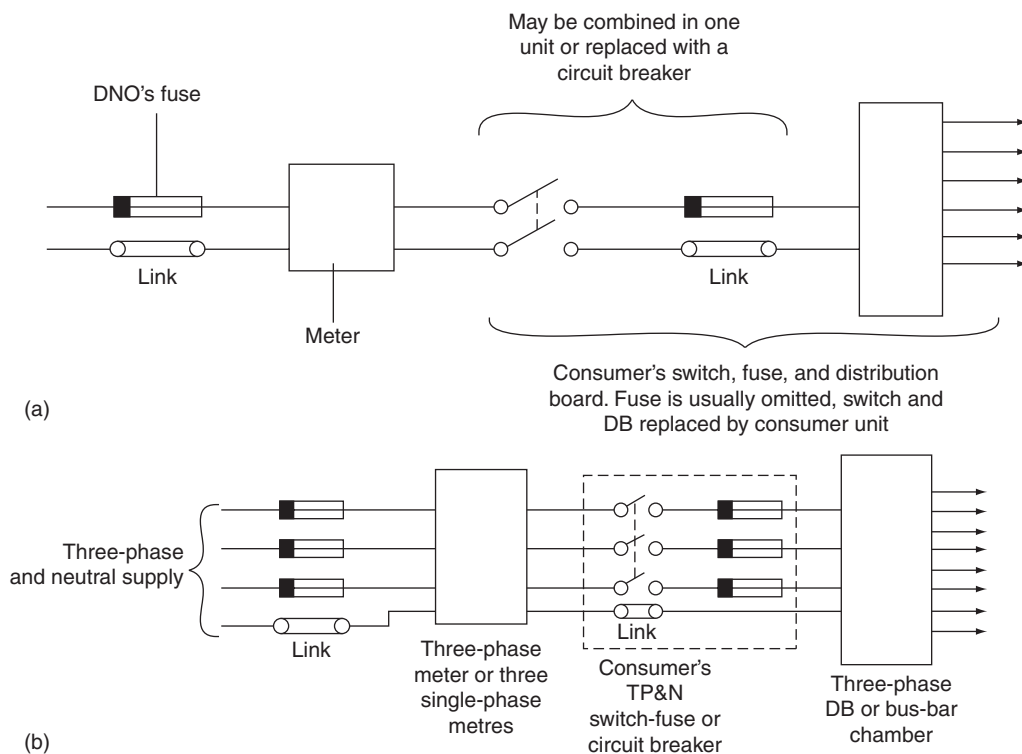 May be combined in one
unit or replaced with a
circuit breaker
DNO's fuse
Link
Meter
Link
Consumer's switch, fuse, and distribution
board. Fuse is usually omitted, switch and
DB replaced by consumer unit
(a)
Three-phase
and neutral supply
Link
Three-phase
meter or three
single-phase
metres
Link
Consumer's
TP&N
switch-fuse or
circuit breaker
Three-phase
DB or bus-bar
chamber
(b)